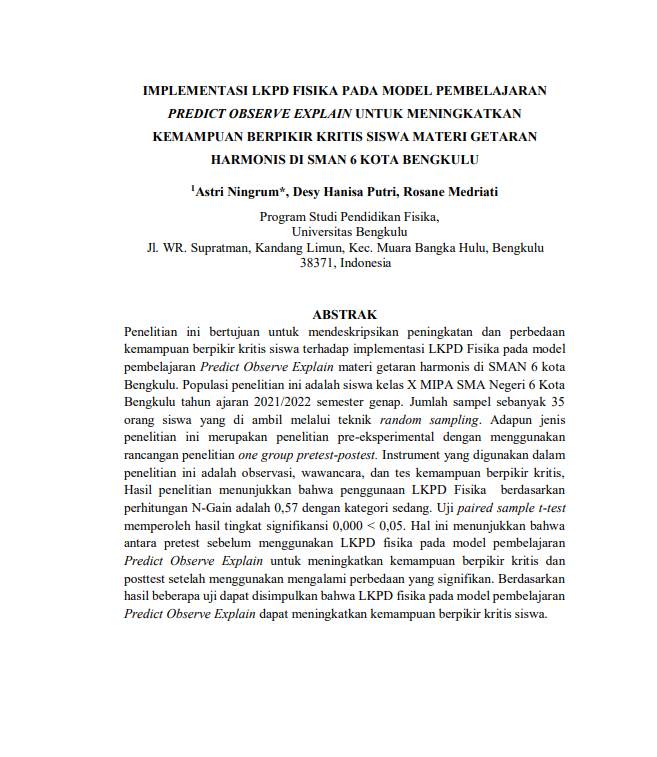 IMPLEMENTASI LKPD FISIKA PADA MODEL PEMBELAJARAN
PREDICT OBSERVE EXPLAIN UNTUK MENINGKATKAN
KEMAMPUAN BERPIKIR KRITIS SISWA MATERI GETARAN
HARMONIS DI SMAN 6 KOTA BENGKULU
¹Astri Ningrum*, Desy Hanisa Putri, Rosane Medriati
Program Studi Pendidikan Fisika,
Universitas Bengkulu
Jl. WR. Supratman, Kandang Limun, Kec. Muara Bangka Hulu, Bengkulu
38371, Indonesia
ABSTRAK
Penelitian ini bertujuan untuk mendeskripsikan peningkatan dan perbedaan
kemampuan berpikir kritis siswa terhadap implementasi LKPD Fisika pada model
pembelajaran Predict Observe Explain materi getaran harmonis di SMAN 6 kota
Bengkulu. Populasi penelitian ini adalah siswa kelas X MIPA SMA Negeri 6 Kota
Bengkulu tahun ajaran 2021/2022 semester genap. Jumlah sampel sebanyak 35
orang siswa yang di ambil melalui teknik random sampling. Adapun jenis
penelitian ini merupakan penelitian pre-eksperimental dengan menggunakan
rancangan penelitian one group pretest-postest. Instrument yang digunakan dalam
penelitian ini adalah observasi, wawancara, dan tes kemampuan berpikir kritis,
Hasil penelitian menunjukkan bahwa penggunaan LKPD Fisika berdasarkan
perhitungan N-Gain adalah 0,57 dengan kategori sedang. Uji paired sample t-test
memperoleh hasil tingkat signifikansi 0,000 < 0,05. Hal ini menunjukkan bahwa
antara pretest sebelum menggunakan LKPD fisika pada model pembelajaran
Predict Observe Explain untuk meningkatkan kemampuan berpikir kritis dan
posttest setelah menggunakan mengalami perbedaan yang signifikan. Berdasarkan
hasil beberapa uji dapat disimpulkan bahwa LKPD fisika pada model pembelajaran
Predict Observe Explain dapat meningkatkan kemampuan berpikir kritis siswa.